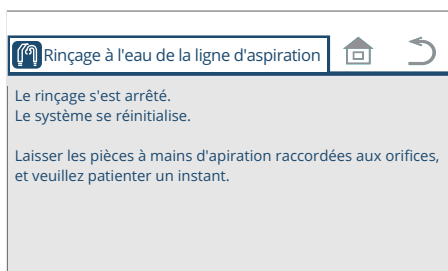 Rinçage à l'eau de la ligne d'aspiration
Le rinçage s'est arrêté.
Le système se réinitialise.
Laisser les pièces à mains d'apiration raccordées aux orifices,
et veuillez patienter un instant.